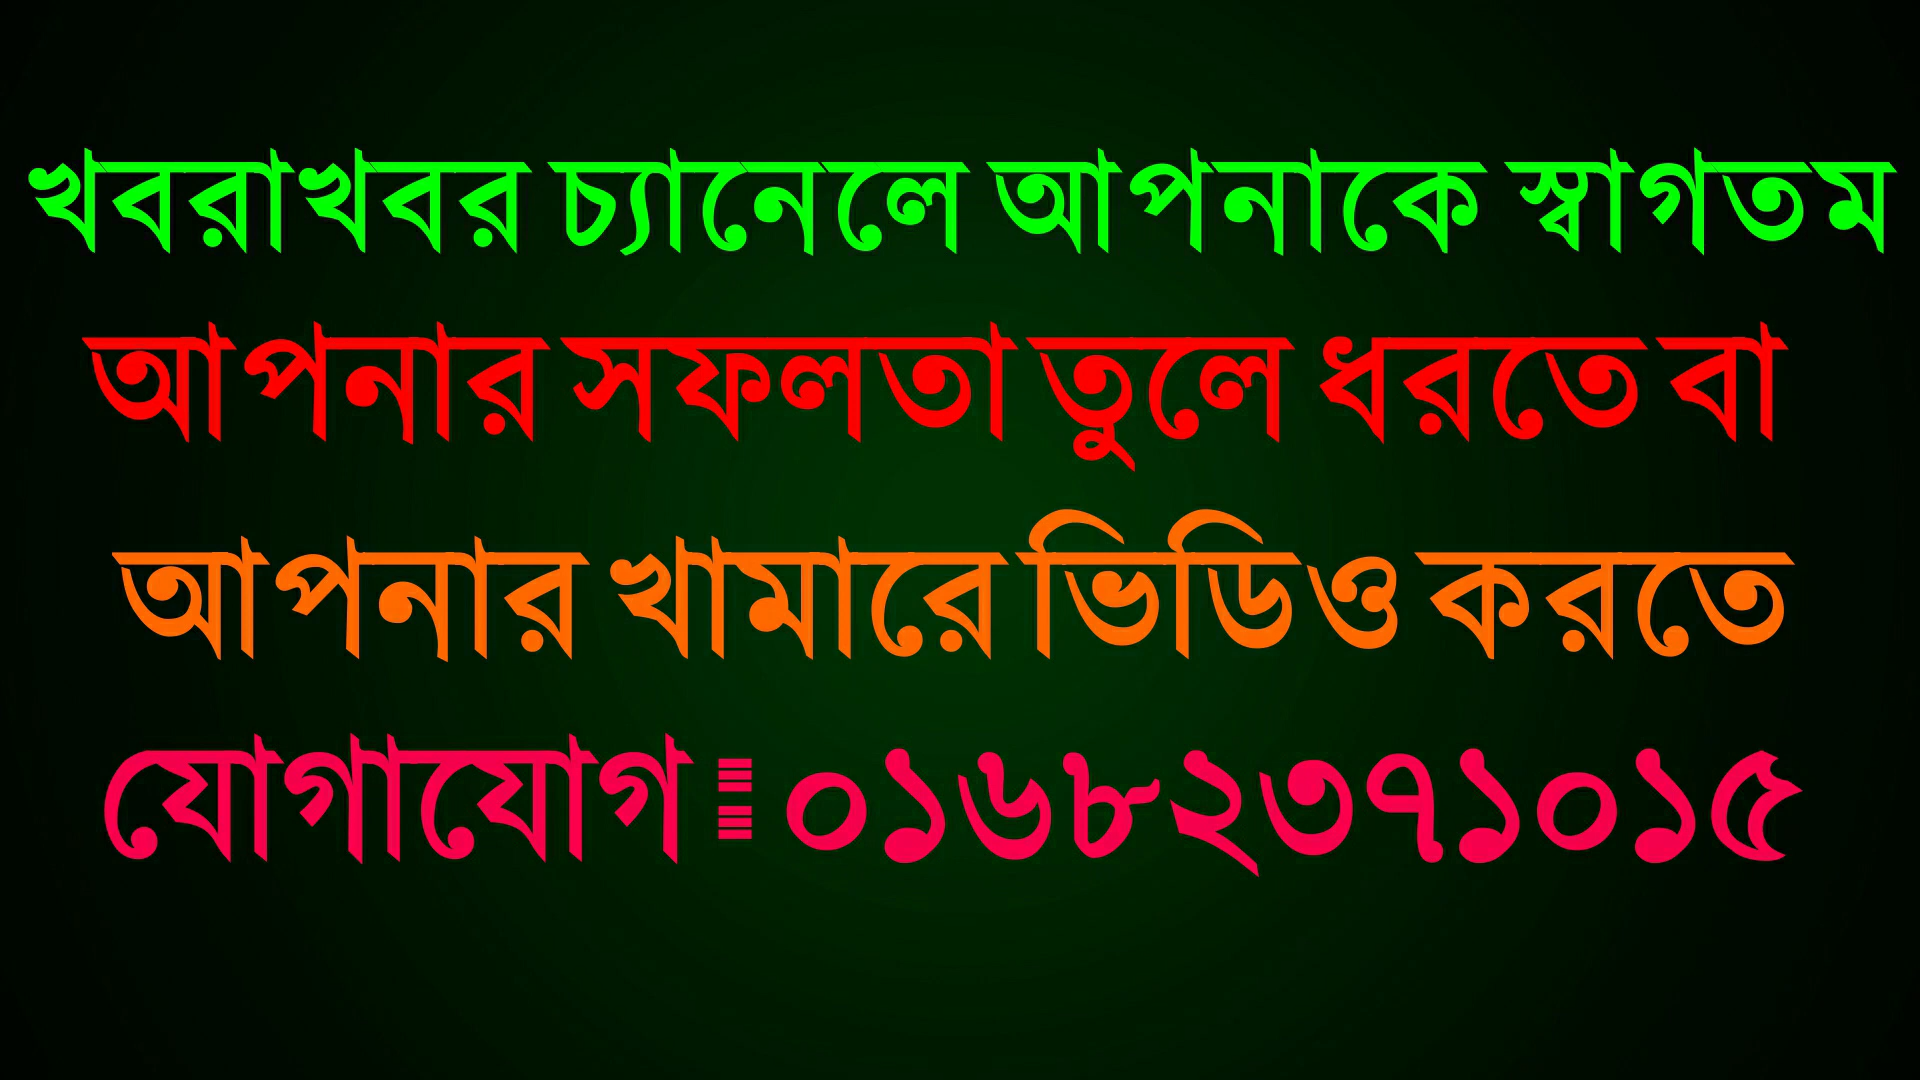 খবরাখবর চ্যানেলে আপনাকে স্বাগতম
আপনার সফলতা তুলে ধরতে বা
আপনার খামারে ভিডিও করতে
যোগাযোগ : ০১৬৮২৩৭১০১৫